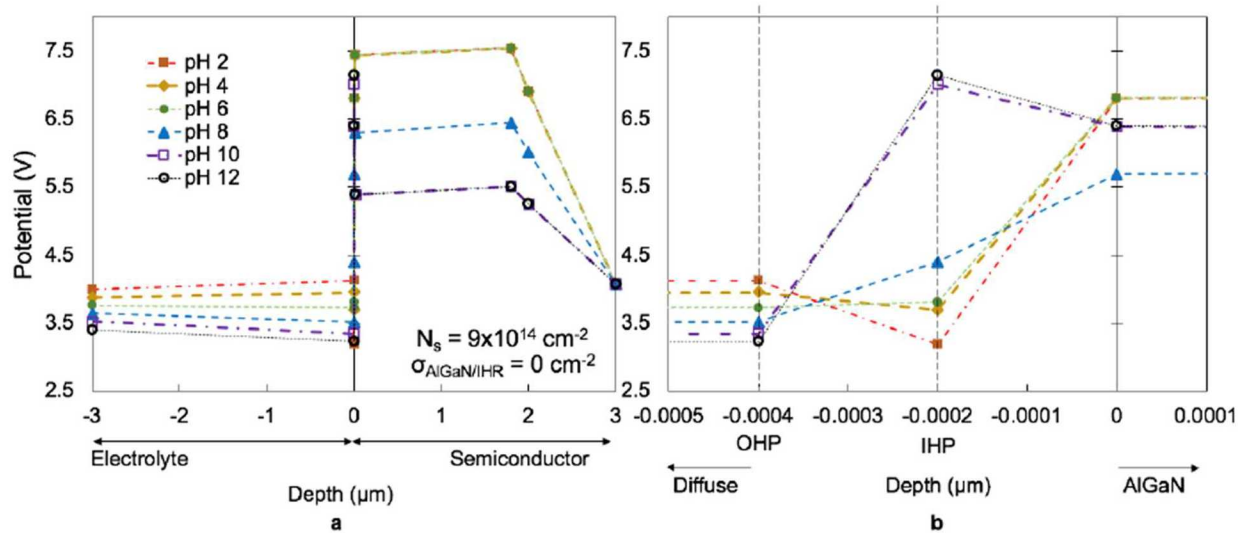 Potential (V)
7.5
6.5
5.5
4.5
3.5
2.5
pH 2
pH 4
pH 6
pH 8
pH 10
pH 12
Nₛ = 9x10¹⁴ cm⁻²
σAlGaN/IHR = 0 cm⁻²
-3 -2 -1 0 1 2 3
Electrolyte Semiconductor
Depth (µm)
a
7.5
6.5
5.5
4.5
3.5
2.5
-0.0005 -0.0004 -0.0003 -0.0002 -0.0001 0 0.0001
OHP IHP
Diffuse Depth (µm) AlGaN
b